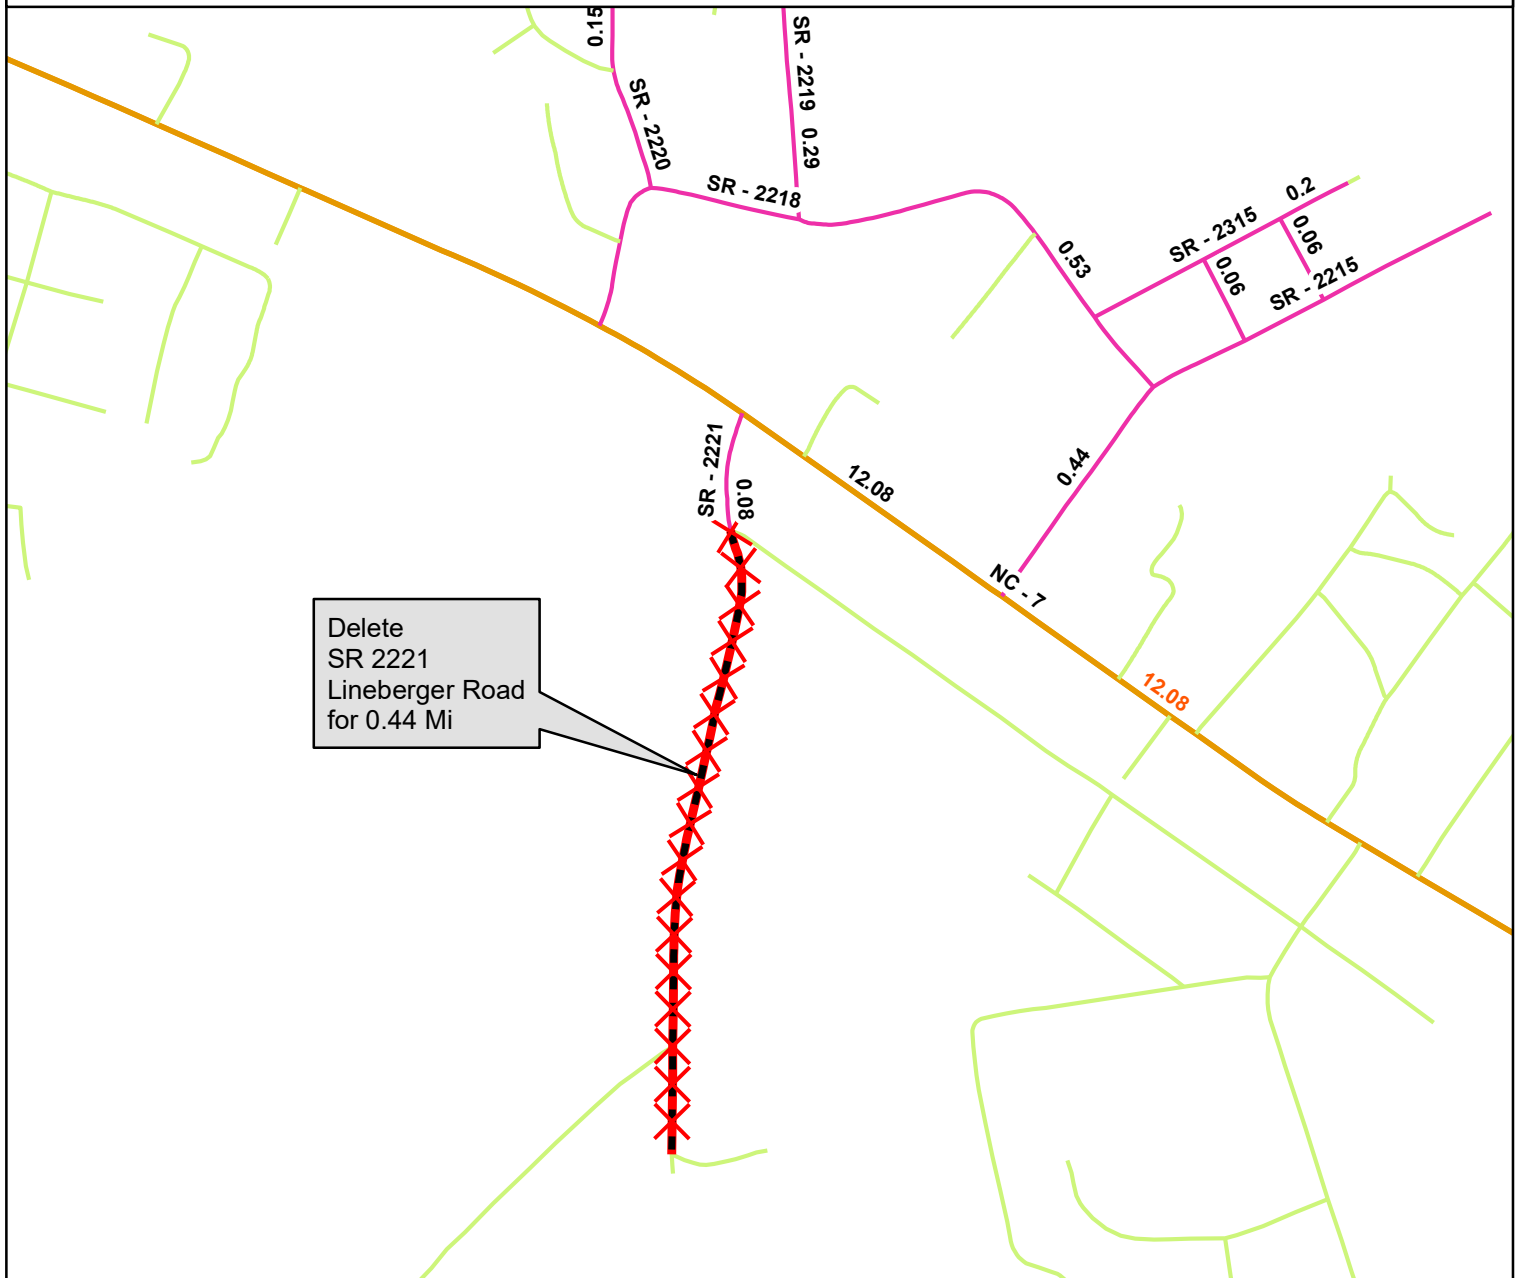 0.15
SR - 2220
SR - 2219 0.29
SR - 2218
0.2
SR - 2315
0.06
0.06
SR - 2215
0.53
SR - 2221
0.08
0.44
12.08
NC - 7
12.08
Delete
SR 2221
Lineberger Road
for 0.44 Mi